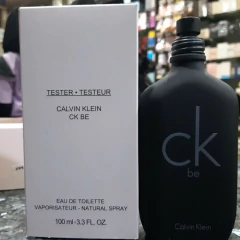 TESTER • TESTEUR
CALVIN KLEIN
CK BE
EAU DE TOILETTE
VAPORISATEUR - NATURAL SPRAY
100 ml - 3.3 FL. OZ.
ck
be
Calvin Klein